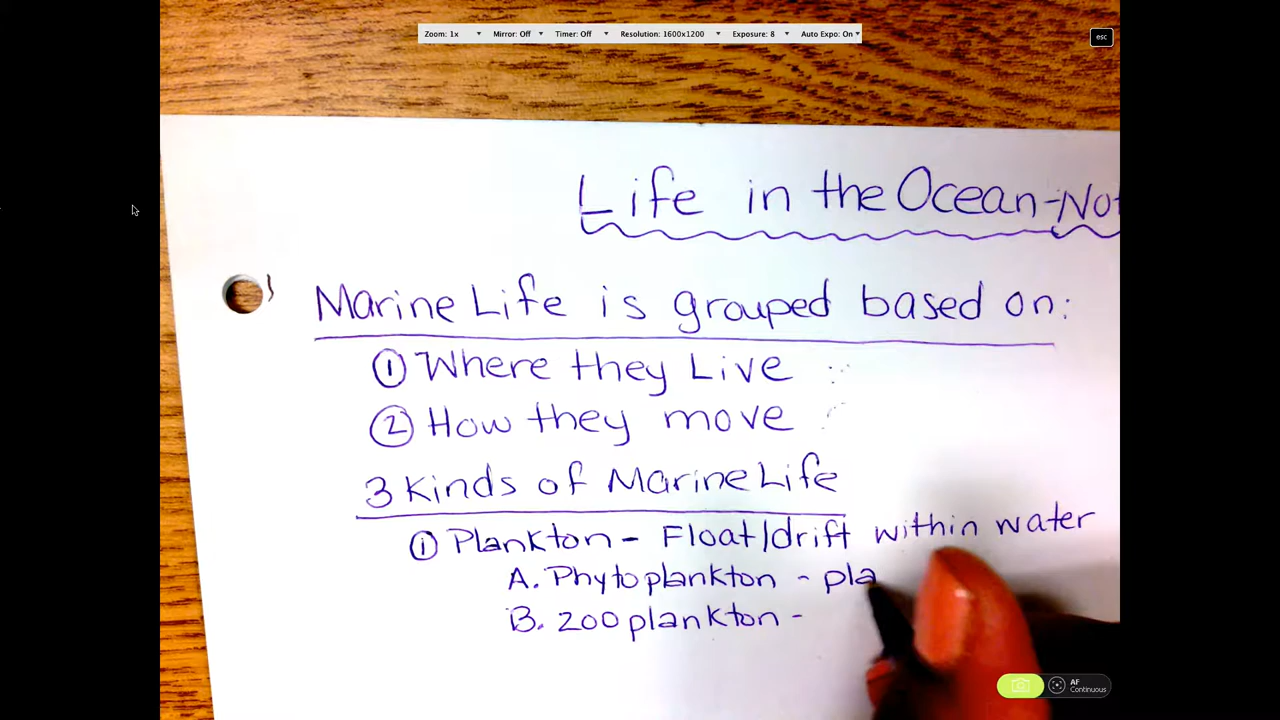 Zoom: 1x Mirror: Off Timer: Off Resolution: 1600x1200 Exposure: 8 Auto Expo: On
esc
Life in the Ocean-No
Marine Life is grouped based on:
① Where they Live
② How they move
3 Kinds of Marine Life
① Plankton - Float/drift within water
A. Phytoplankton - pla
B. Zooplankton -
AF
Continuous